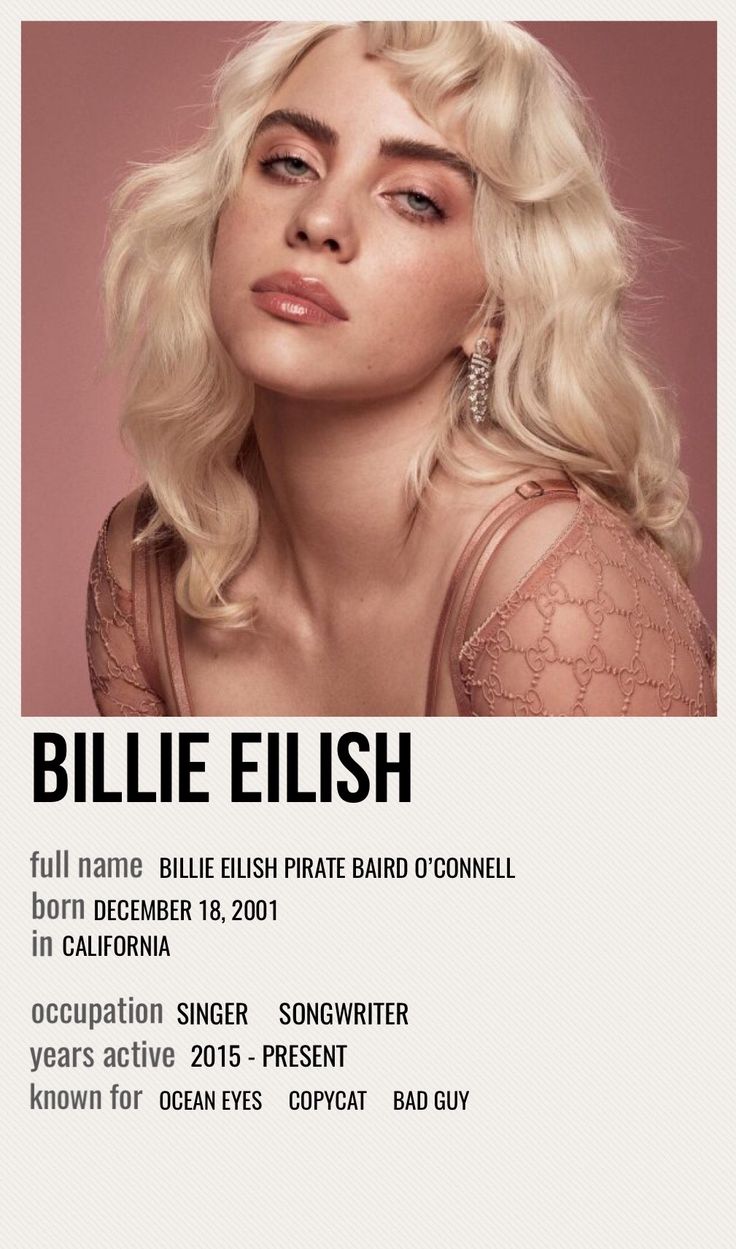 BILLIE EILISH
full name BILLIE EILISH PIRATE BAIRD O’CONNELL
born DECEMBER 18, 2001
in CALIFORNIA
occupation SINGER SONGWRITER
years active 2015 - PRESENT
known for OCEAN EYES COPYCAT BAD GUY